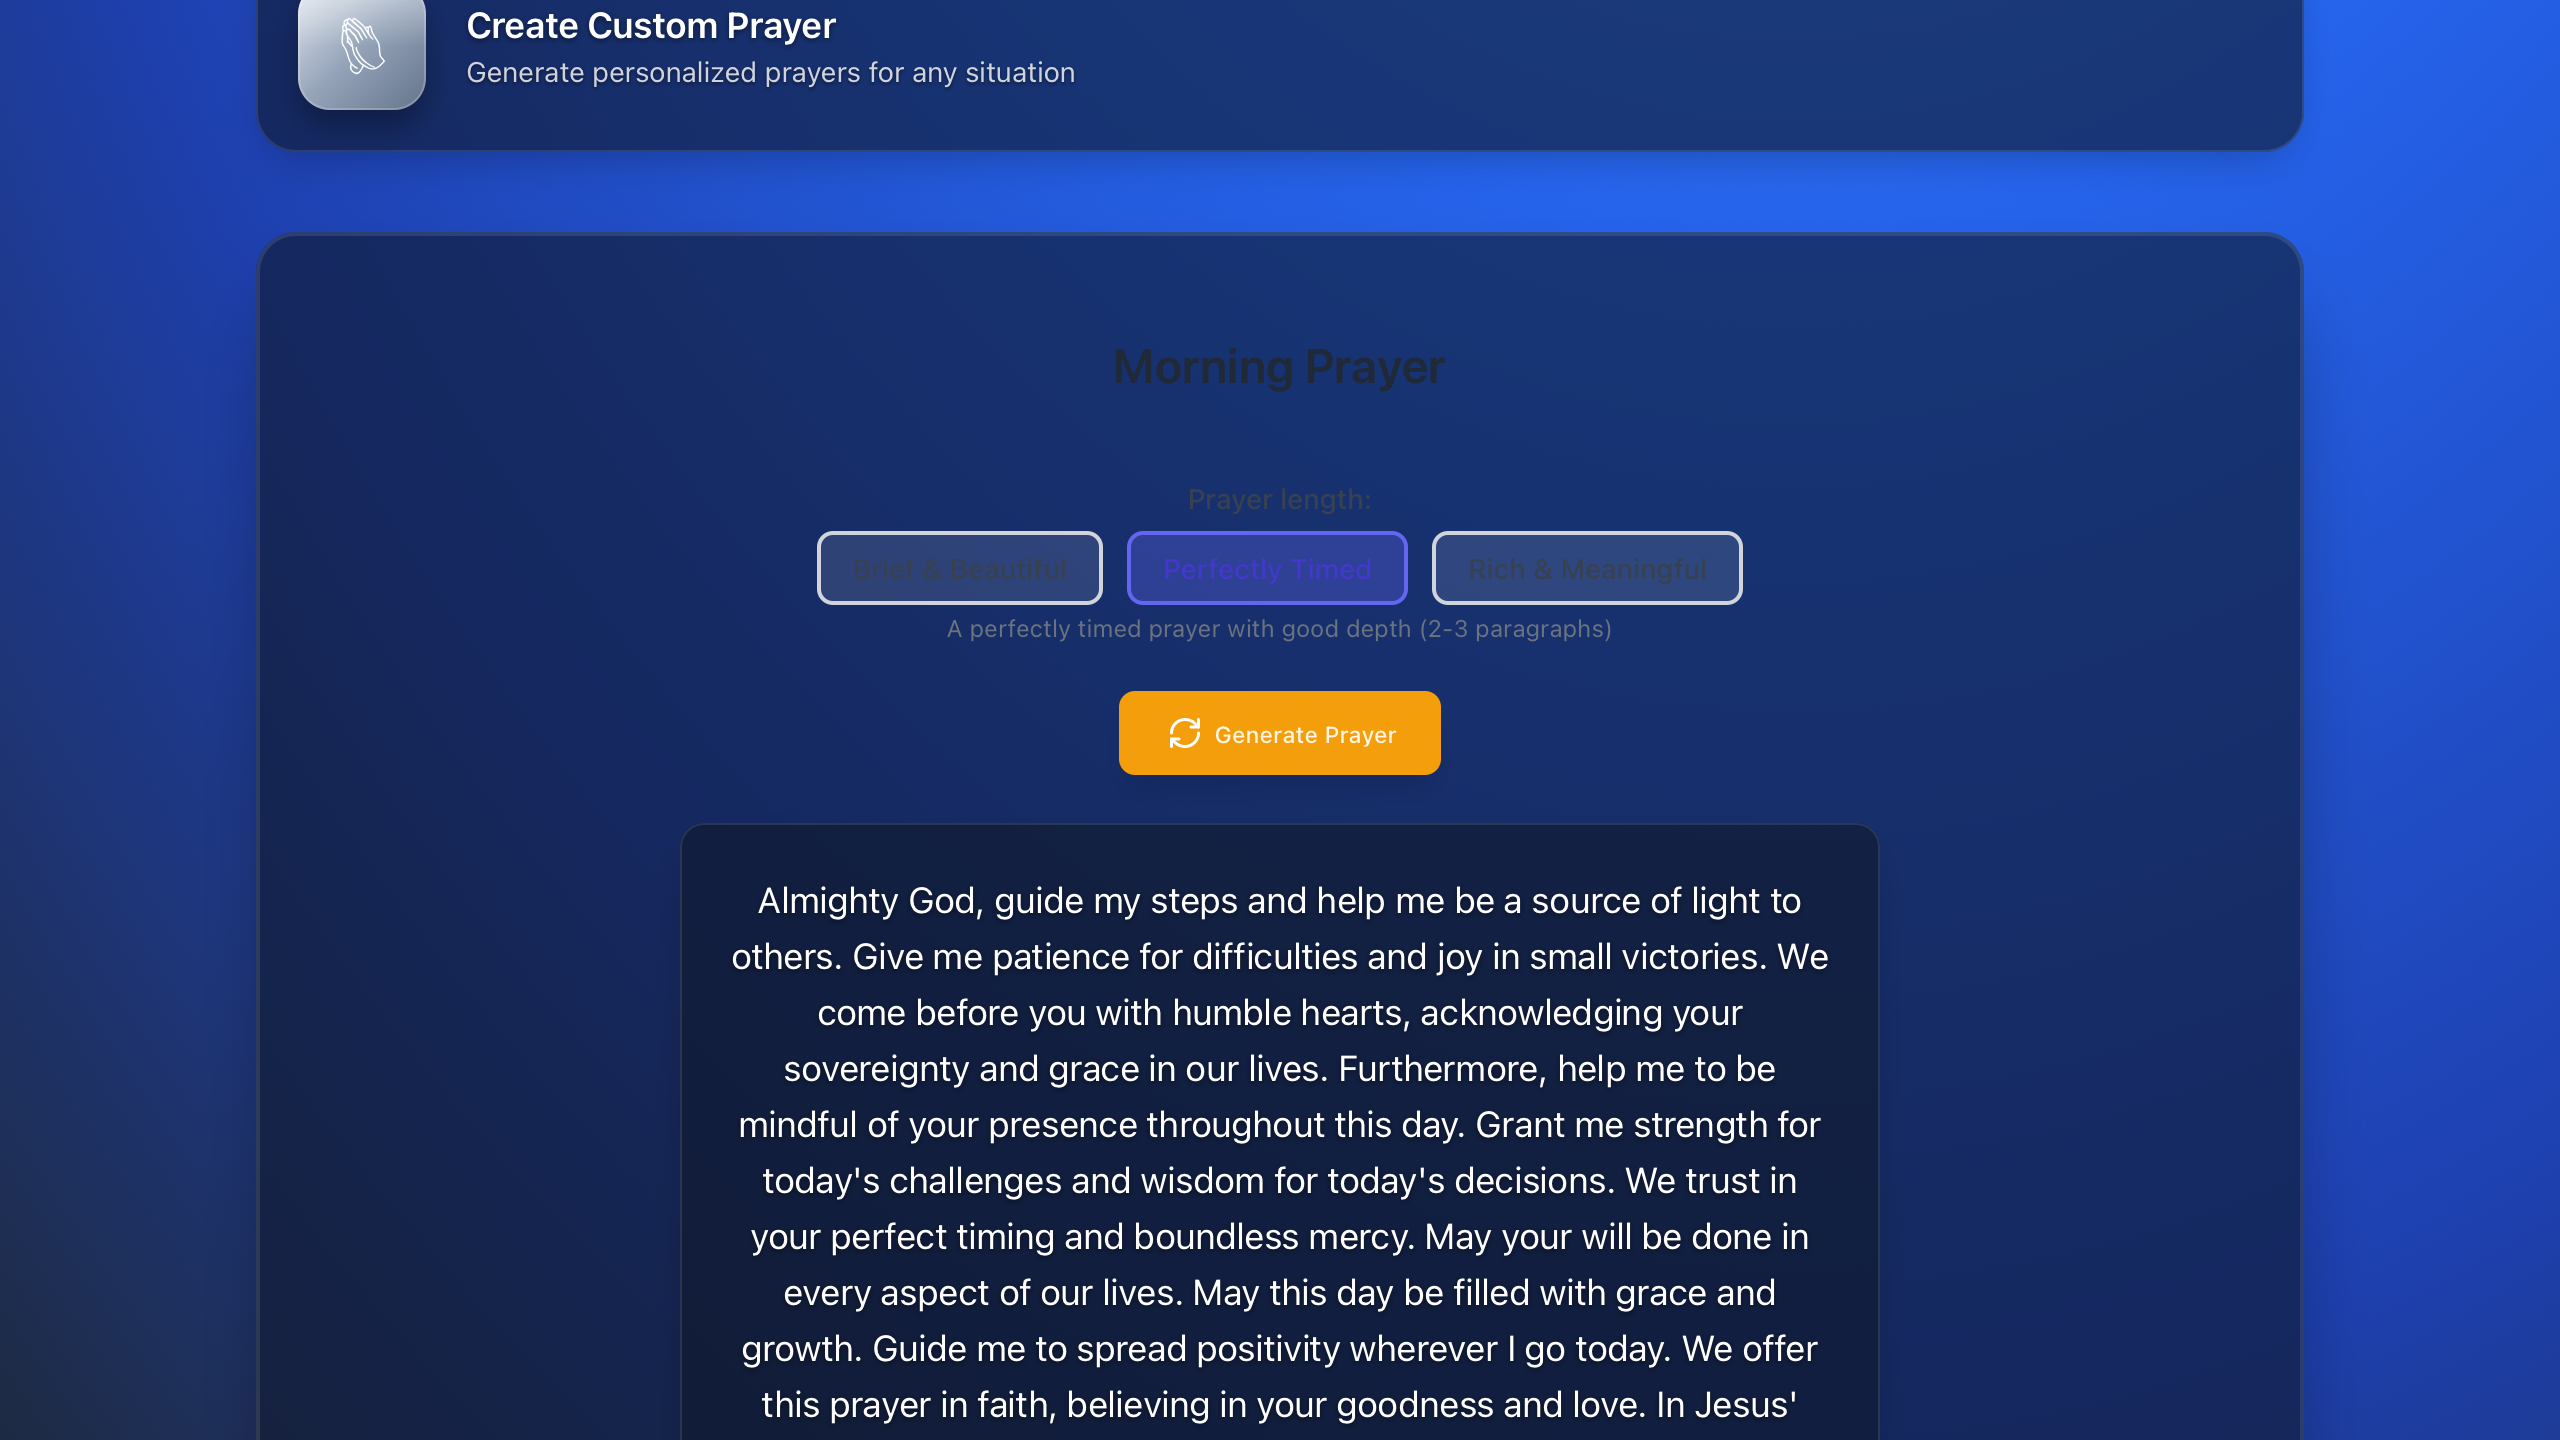 Create Custom Prayer
Generate personalized prayers for any situation
Morning Prayer
Prayer length:
Brief & Beautiful
Perfectly Timed
Rich & Meaningful
A perfectly timed prayer with good depth (2-3 paragraphs)
Generate Prayer
Almighty God, guide my steps and help me be a source of light to
others. Give me patience for difficulties and joy in small victories. We
come before you with humble hearts, acknowledging your
sovereignty and grace in our lives. Furthermore, help me to be
mindful of your presence throughout this day. Grant me strength for
today's challenges and wisdom for today's decisions. We trust in
your perfect timing and boundless mercy. May your will be done in
every aspect of our lives. May this day be filled with grace and
growth. Guide me to spread positivity wherever I go today. We offer
this prayer in faith, believing in your goodness and love. In Jesus'